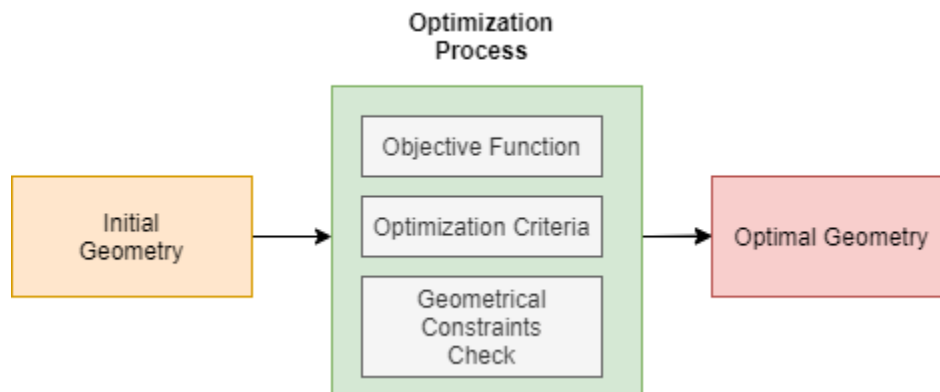 Optimization
Process
Objective Function
Initial
Geometry
Optimization Criteria
Optimal Geometry
Geometrical
Constraints
Check